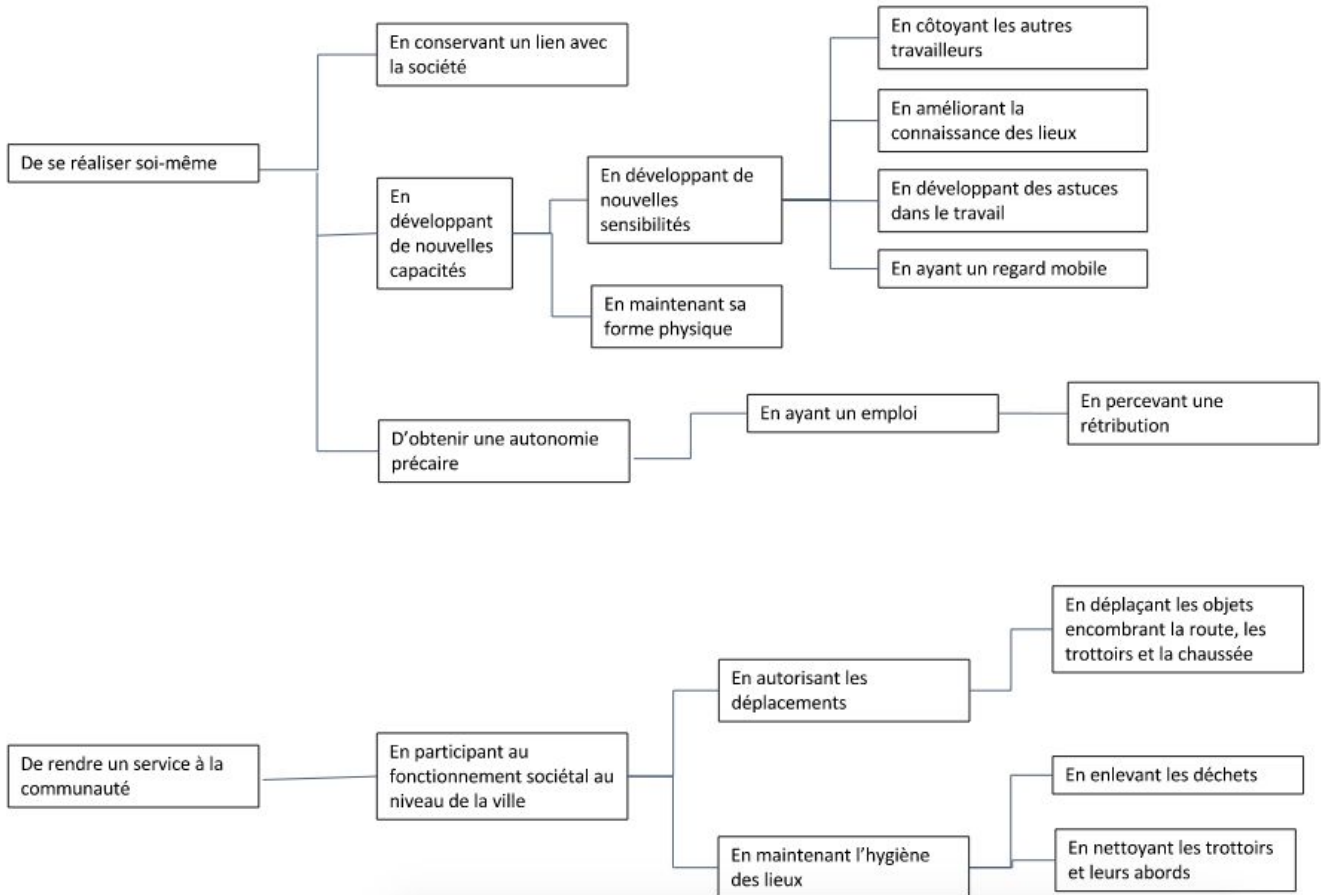 De se réaliser soi-même
En conservant un lien avec
la société
En
développant
de nouvelles
capacités
En développant de
nouvelles
sensibilités
En côtoyant les autres
travailleurs
En améliorant la
connaissance des lieux
En développant des astuces
dans le travail
En ayant un regard mobile
En maintenant sa
forme physique
D’obtenir une autonomie
précaire
En ayant un emploi
En percevant une
rétribution
De rendre un service à la
communauté
En participant au
fonctionnement sociétal au
niveau de la ville
En autorisant les
déplacements
En déplaçant les objets
encombrant la route, les
trottoirs et la chaussée
En maintenant l’hygiène
des lieux
En enlevant les déchets
En nettoyant les trottoirs
et leurs abords